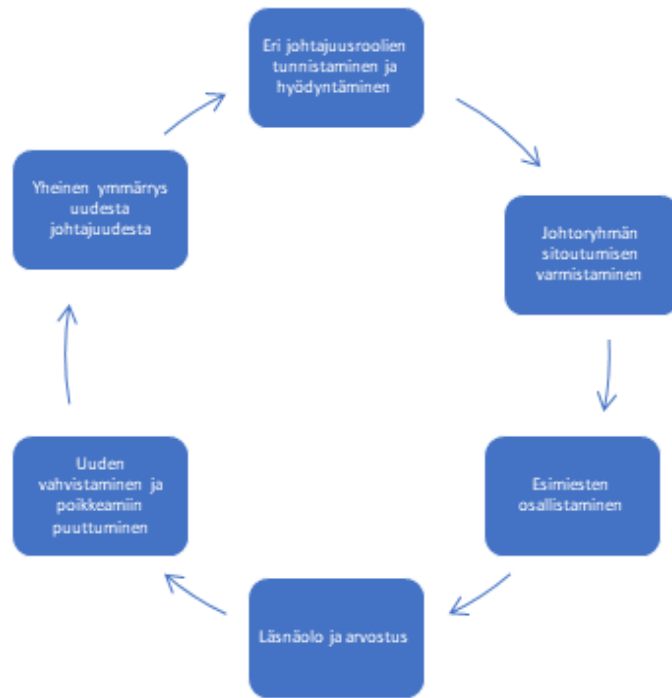 Eri johtajuusroolien
tunnistaminen ja
hyödyntäminen
Johtoryhmän
sitoutumisen
varmistaminen
Esimiesten
osallistaminen
Läsnäolo ja arvostus
Uuden
vahvistaminen ja
poikkeamiin
puuttuminen
Yheinen ymmärrys
uudesta
johtajuudesta